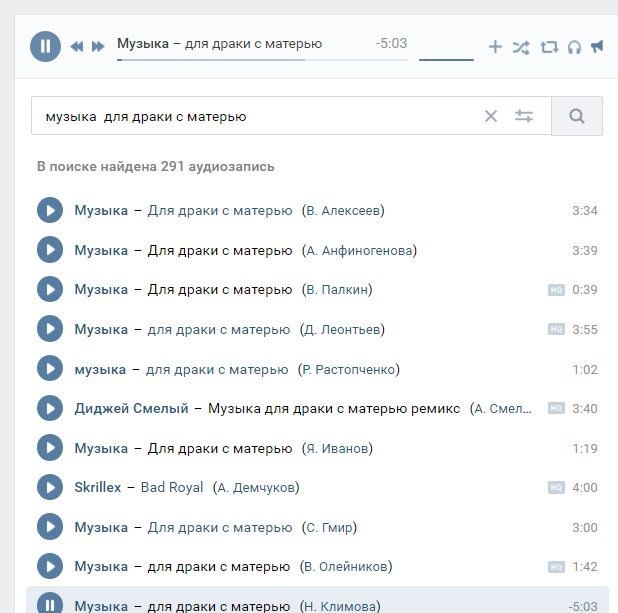 Музыка – для драки с матерью -5:03
музыка для драки с матерью
В поиске найдена 291 аудиозапись
Музыка – Для драки с матерью (В. Алексеев) 3:34
Музыка – Для драки с матерью (А. Анфиногенова) 3:39
Музыка – Для драки с матерью (В. Палкин) HQ 0:39
Музыка – для драки с матерью (Д. Леонтьев) HQ 3:55
музыка – для драки с матерью (Р. Растопченко) 1:02
Диджей Смелый – Музыка для драки с матерью ремикс (А. Смел... HQ 3:40
Музыка – Для драки с матерью (Я. Иванов) 1:19
Skrillex – Bad Royal (А. Демчуков) HQ 4:00
Музыка – Для драки с матерью (С. Гмир) 3:00
Музыка – для драки с матерью (В. Олейников) HQ 1:42
Музыка – для драки с матерью (Н. Климова) -5:03